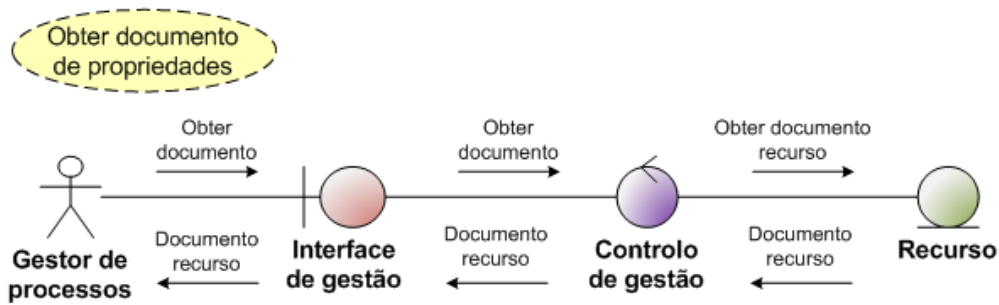 Obter documento
de propriedades
Obter
documento
Obter
documento
Obter documento
recurso
Gestor de
processos
Documento
recurso
Interface
de gestão
Documento
recurso
Controlo
de gestão
Documento
recurso
Recurso